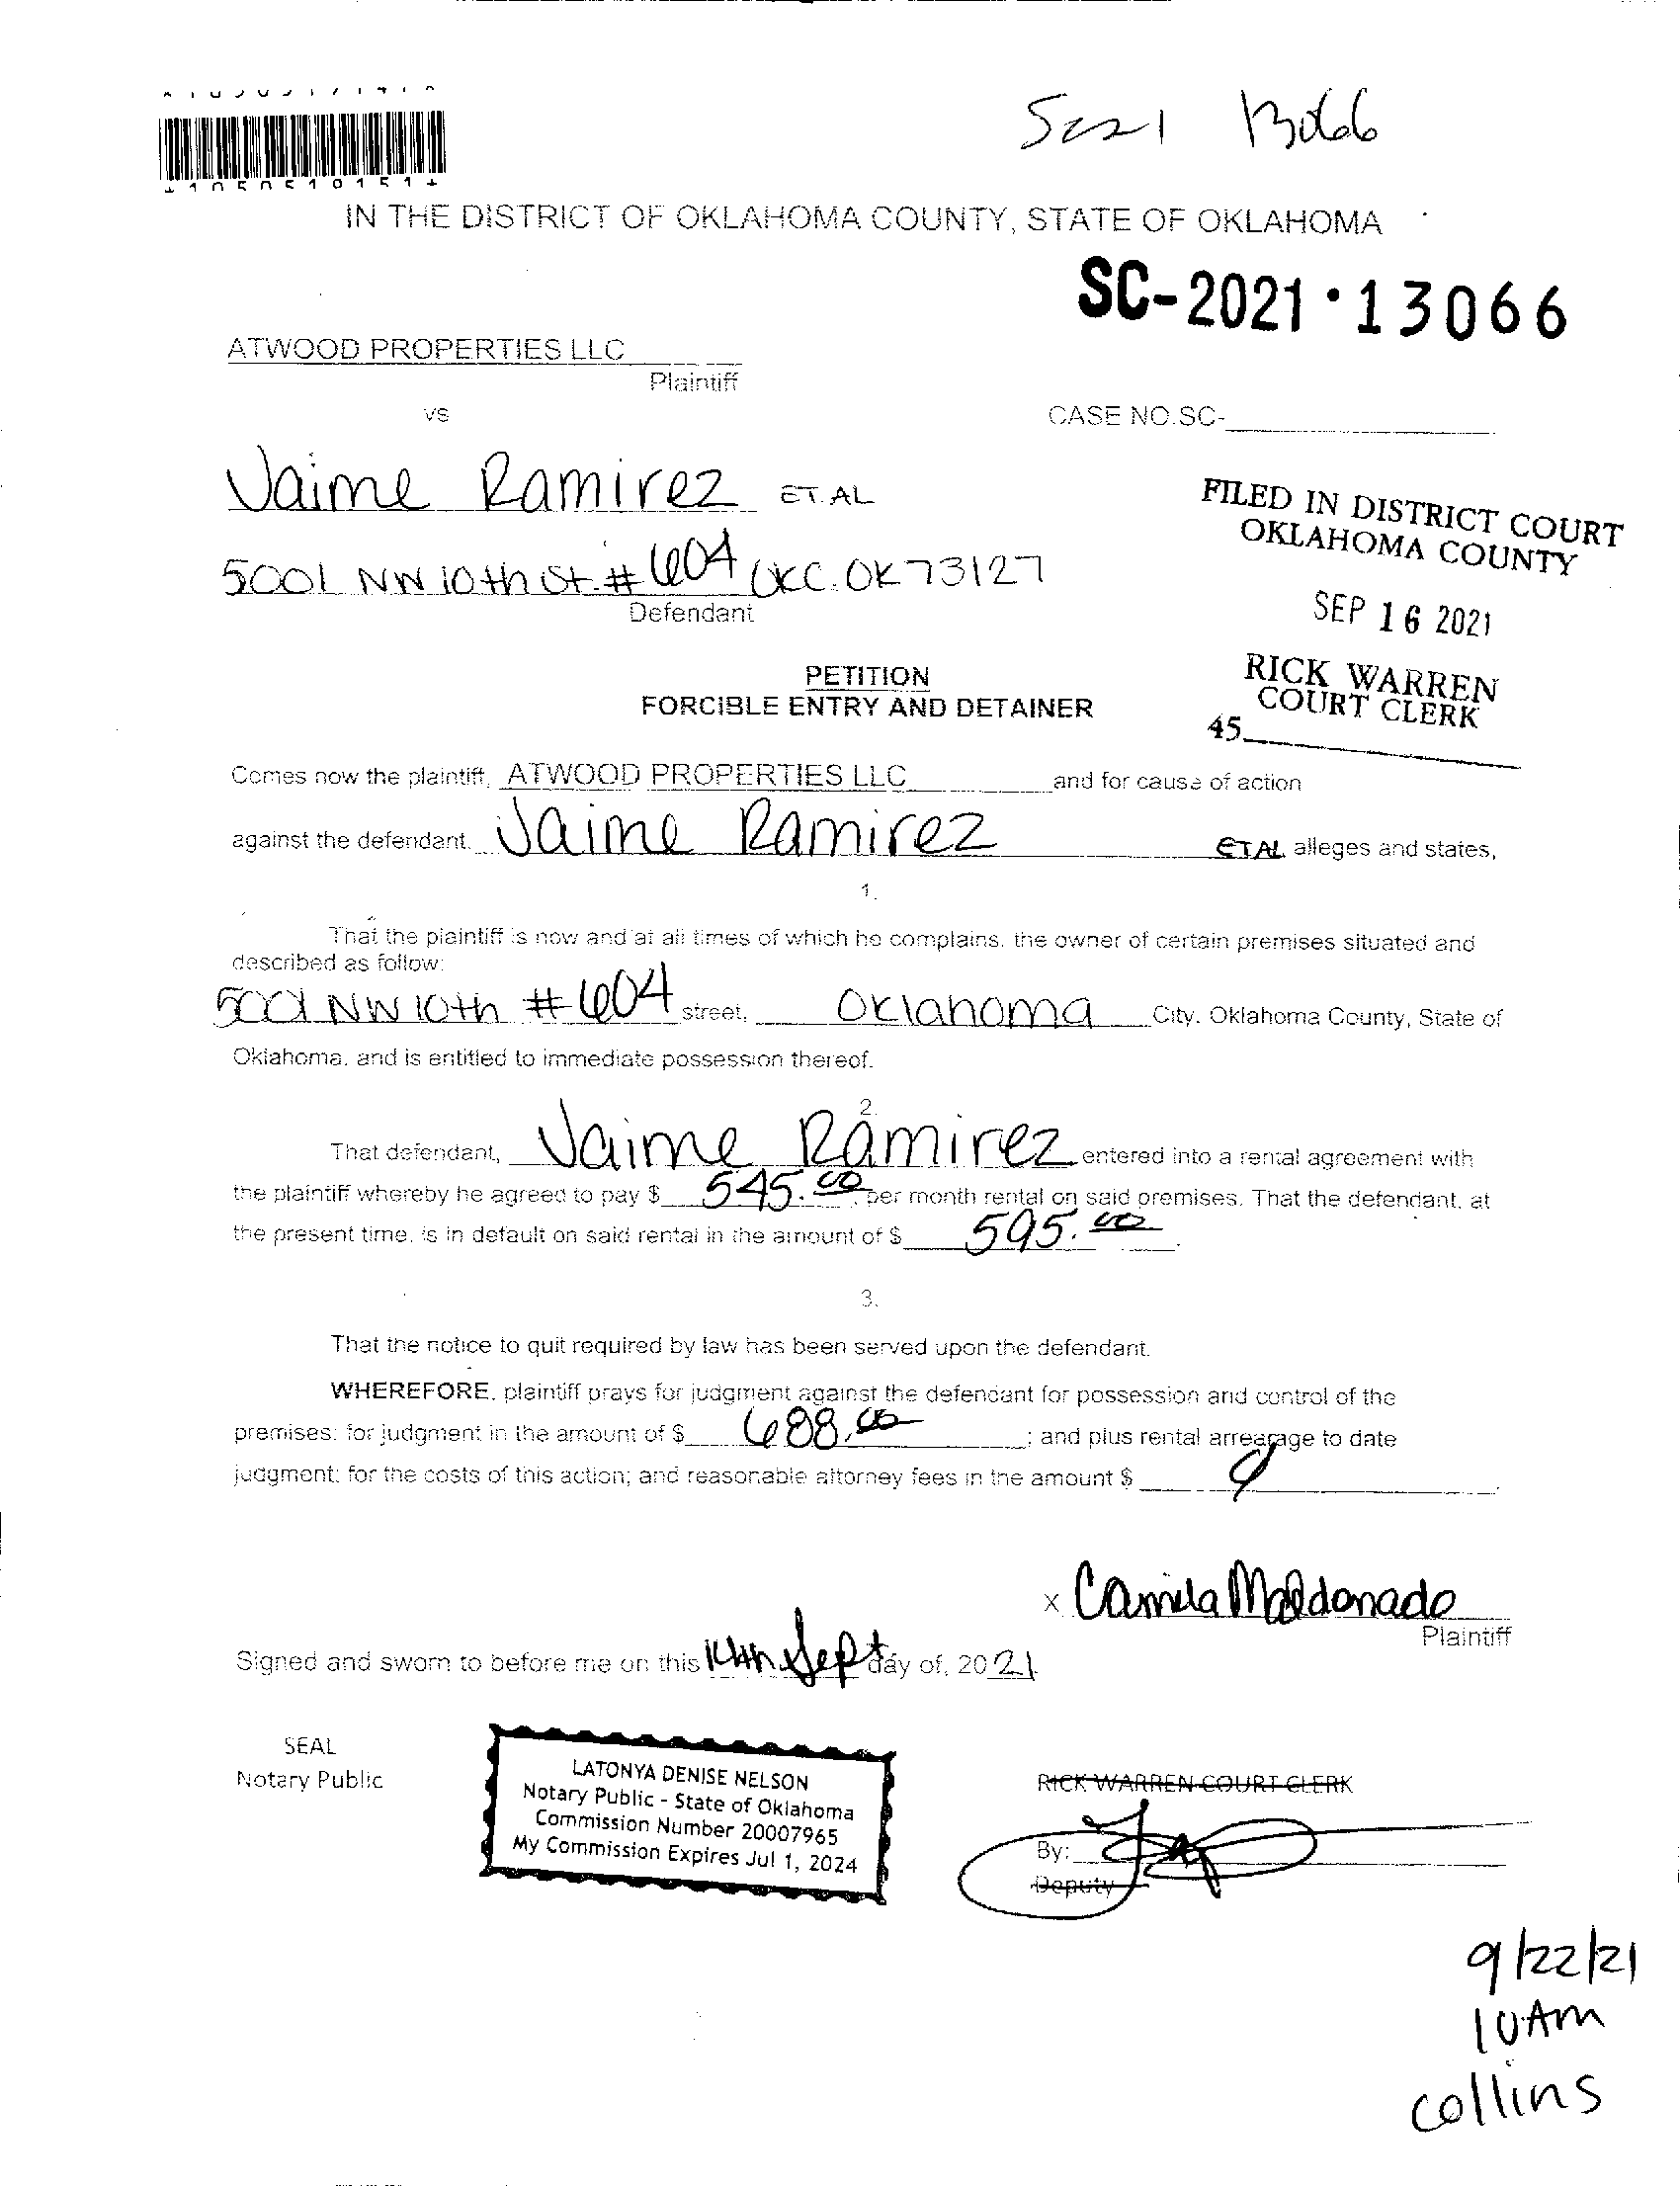 5221 13066
IN THE DISTRICT OF OKLAHOMA COUNTY, STATE OF OKLAHOMA
SC-2021·13066
ATWOOD PROPERTIES LLC
Plaintiff
vs
CASE NO.SC-
Jaime Ramirez ET.AL
5001 NW 10th St. #604 OKC. OK 73127
Defendant
FILED IN DISTRICT COURT
OKLAHOMA COUNTY
SEP 16 2021
RICK WARREN
COURT CLERK
45
PETITION
FORCIBLE ENTRY AND DETAINER
Comes now the plaintiff, ATWOOD PROPERTIES LLC and for cause of action
against the defendant. Jaime Ramirez ETAL alleges and states,
1.
That the plaintiff is now and at all times of which he complains, the owner of certain premises situated and
described as follow:
5001 NW 10th #604 street, Oklahoma City. Oklahoma County, State of
Oklahoma, and is entitled to immediate possession thereof.
2.
That defendant, Jaime Ramirez entered into a rental agreement with
the plaintiff whereby he agreed to pay $ 545.00 per month rental on said premises. That the defendant, at
the present time, is in default on said rental in the amount of $ 595.00
3.
That the notice to quit required by law has been served upon the defendant.
WHEREFORE, plaintiff prays for judgment against the defendant for possession and control of the
premises: for judgment in the amount of $ 688.00 ; and plus rental arrearage to date
judgment: for the costs of this action; and reasonable attorney fees in the amount $
x Camila Maldonado
Plaintiff
Signed and sworn to before me on this Sept day of, 2021
SEAL
Notary Public
LATONYA DENISE NELSON
Notary Public - State of Oklahoma
Commission Number 20007965
My Commission Expires Jul 1, 2024
RICK WARREN COURT CLERK
By:
Deputy
9/22/21
10Am
collins